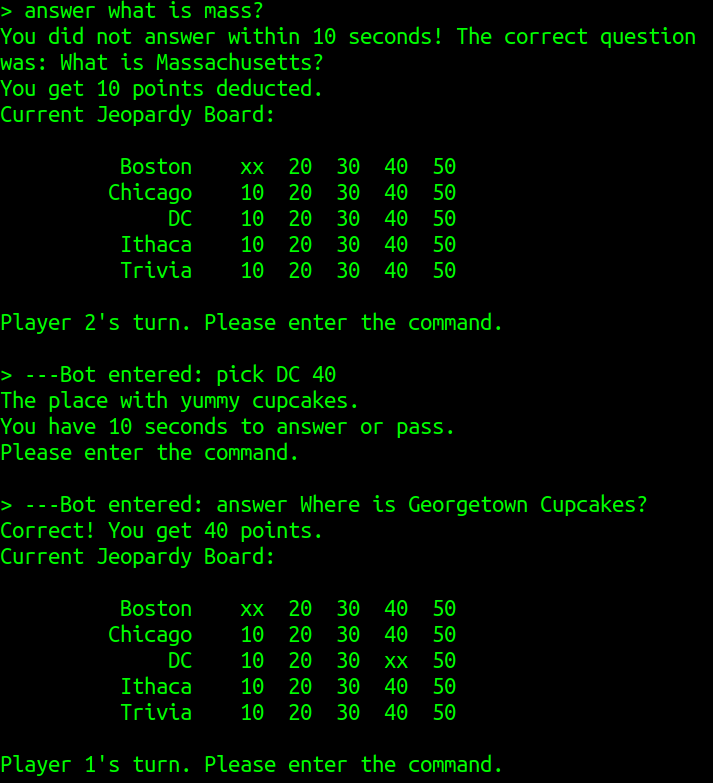 > answer what is mass?
You did not answer within 10 seconds! The correct question
was: What is Massachusetts?
You get 10 points deducted.
Current Jeopardy Board:
Boston xx 20 30 40 50
Chicago 10 20 30 40 50
DC 10 20 30 40 50
Ithaca 10 20 30 40 50
Trivia 10 20 30 40 50
Player 2's turn. Please enter the command.
> ---Bot entered: pick DC 40
The place with yummy cupcakes.
You have 10 seconds to answer or pass.
Please enter the command.
> ---Bot entered: answer Where is Georgetown Cupcakes?
Correct! You get 40 points.
Current Jeopardy Board:
Boston xx 20 30 40 50
Chicago 10 20 30 40 50
DC 10 20 30 xx 50
Ithaca 10 20 30 40 50
Trivia 10 20 30 40 50
Player 1's turn. Please enter the command.